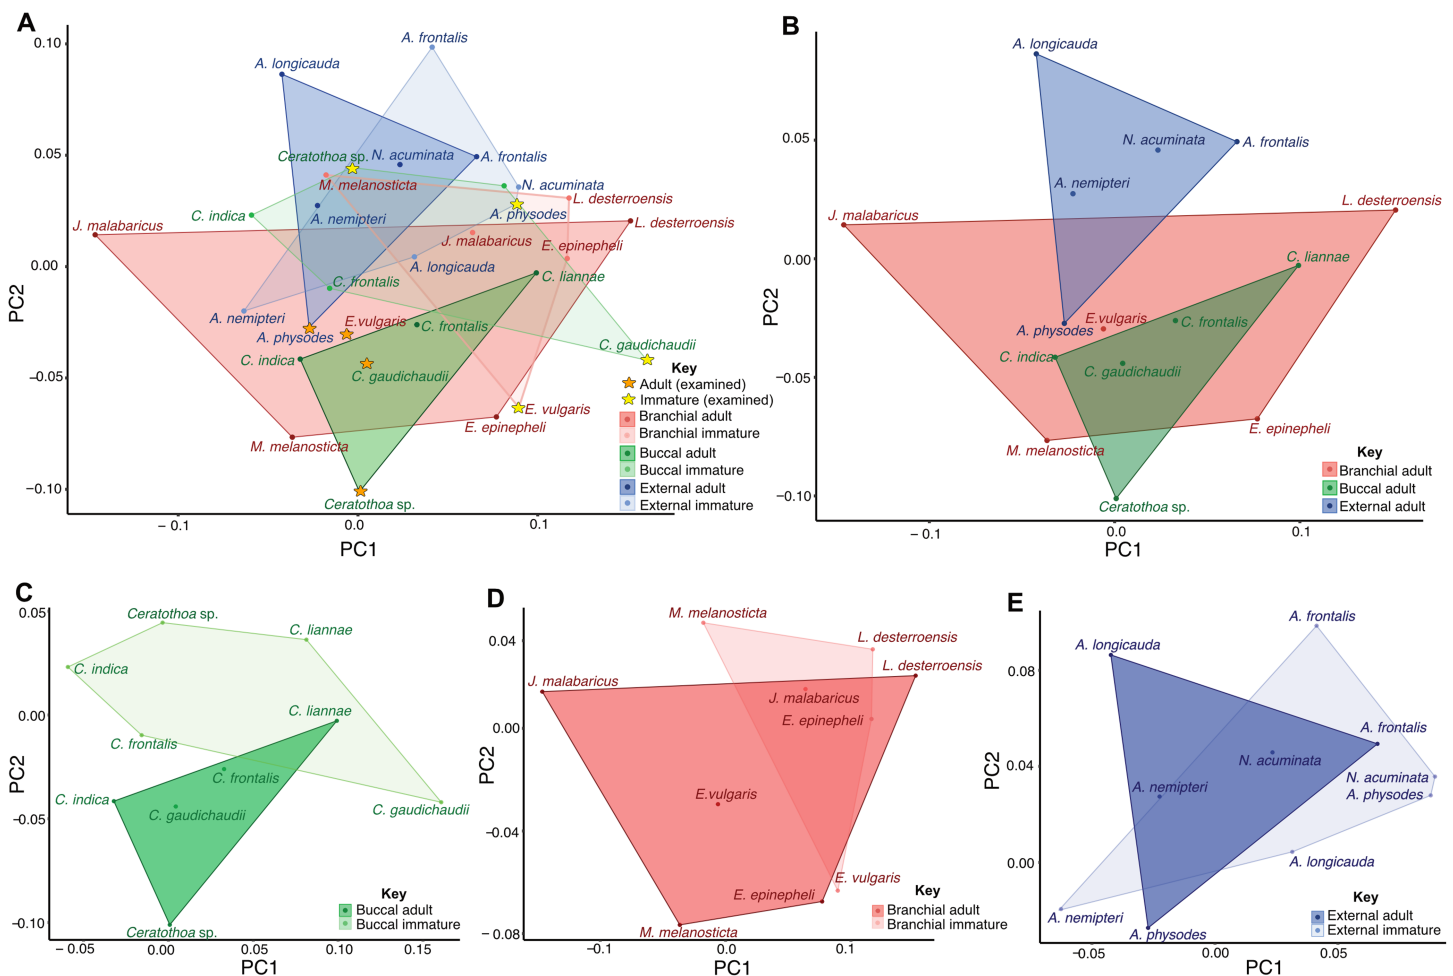 A
0.10
0.05
0.00
−0.05
−0.10
PC2
− 0.1
0.0
0.1
PC1
A. frontalis
A. longicauda
Ceratothoa sp.
N. acuminata
A. frontalis
M. melanosticta
N. acuminata
L. desterroensis
C. indica
A. nemipteri
A. physodes
J. malabaricus
L. desterroensis
J. malabaricus
E. epinepheli
A. longicauda
C. liannae
C. frontalis
A. nemipteri
E.vulgaris
C. frontalis
A. physodes
C. gaudichaudii
C. indica
C. gaudichaudii
E. vulgaris
E. epinepheli
M. melanosticta
Ceratothoa sp.
Key
Adult (examined)
Immature (examined)
Branchial adult
Branchial immature
Buccal adult
Buccal immature
External adult
External immature
B
0.05
0.00
−0.05
−0.10
PC2
− 0.1
0.0
0.1
PC1
A. longicauda
N. acuminata
A. frontalis
A. nemipteri
L. desterroensis
J. malabaricus
C. liannae
E.vulgaris
C. frontalis
A. physodes
C. indica
C. gaudichaudii
E. epinepheli
M. melanosticta
Ceratothoa sp.
Key
Branchial adult
Buccal adult
External adult
C
0.05
0.00
−0.05
−0.10
PC2
− 0.05
0.00
0.05
0.10
PC1
Ceratothoa sp.
C. liannae
C. indica
C. liannae
C. frontalis
C. frontalis
C. indica
C. gaudichaudii
C. gaudichaudii
Ceratothoa sp.
Key
Buccal adult
Buccal immature
D
0.04
0.00
−0.04
− 0.08
PC2
−0.1
0.0
0.1
PC1
M. melanosticta
L. desterroensis
L. desterroensis
J. malabaricus
J. malabaricus
E. epinepheli
E.vulgaris
E. vulgaris
E. epinepheli
M. melanosticta
Key
Branchial adult
Branchial immature
E
0.08
0.04
0.00
PC2
−0.05
0.00
0.05
PC1
A. frontalis
A. longicauda
A. frontalis
N. acuminata
N. acuminata
A. nemipteri
A. physodes
A. longicauda
A. nemipteri
A. physodes
Key
External adult
External immature